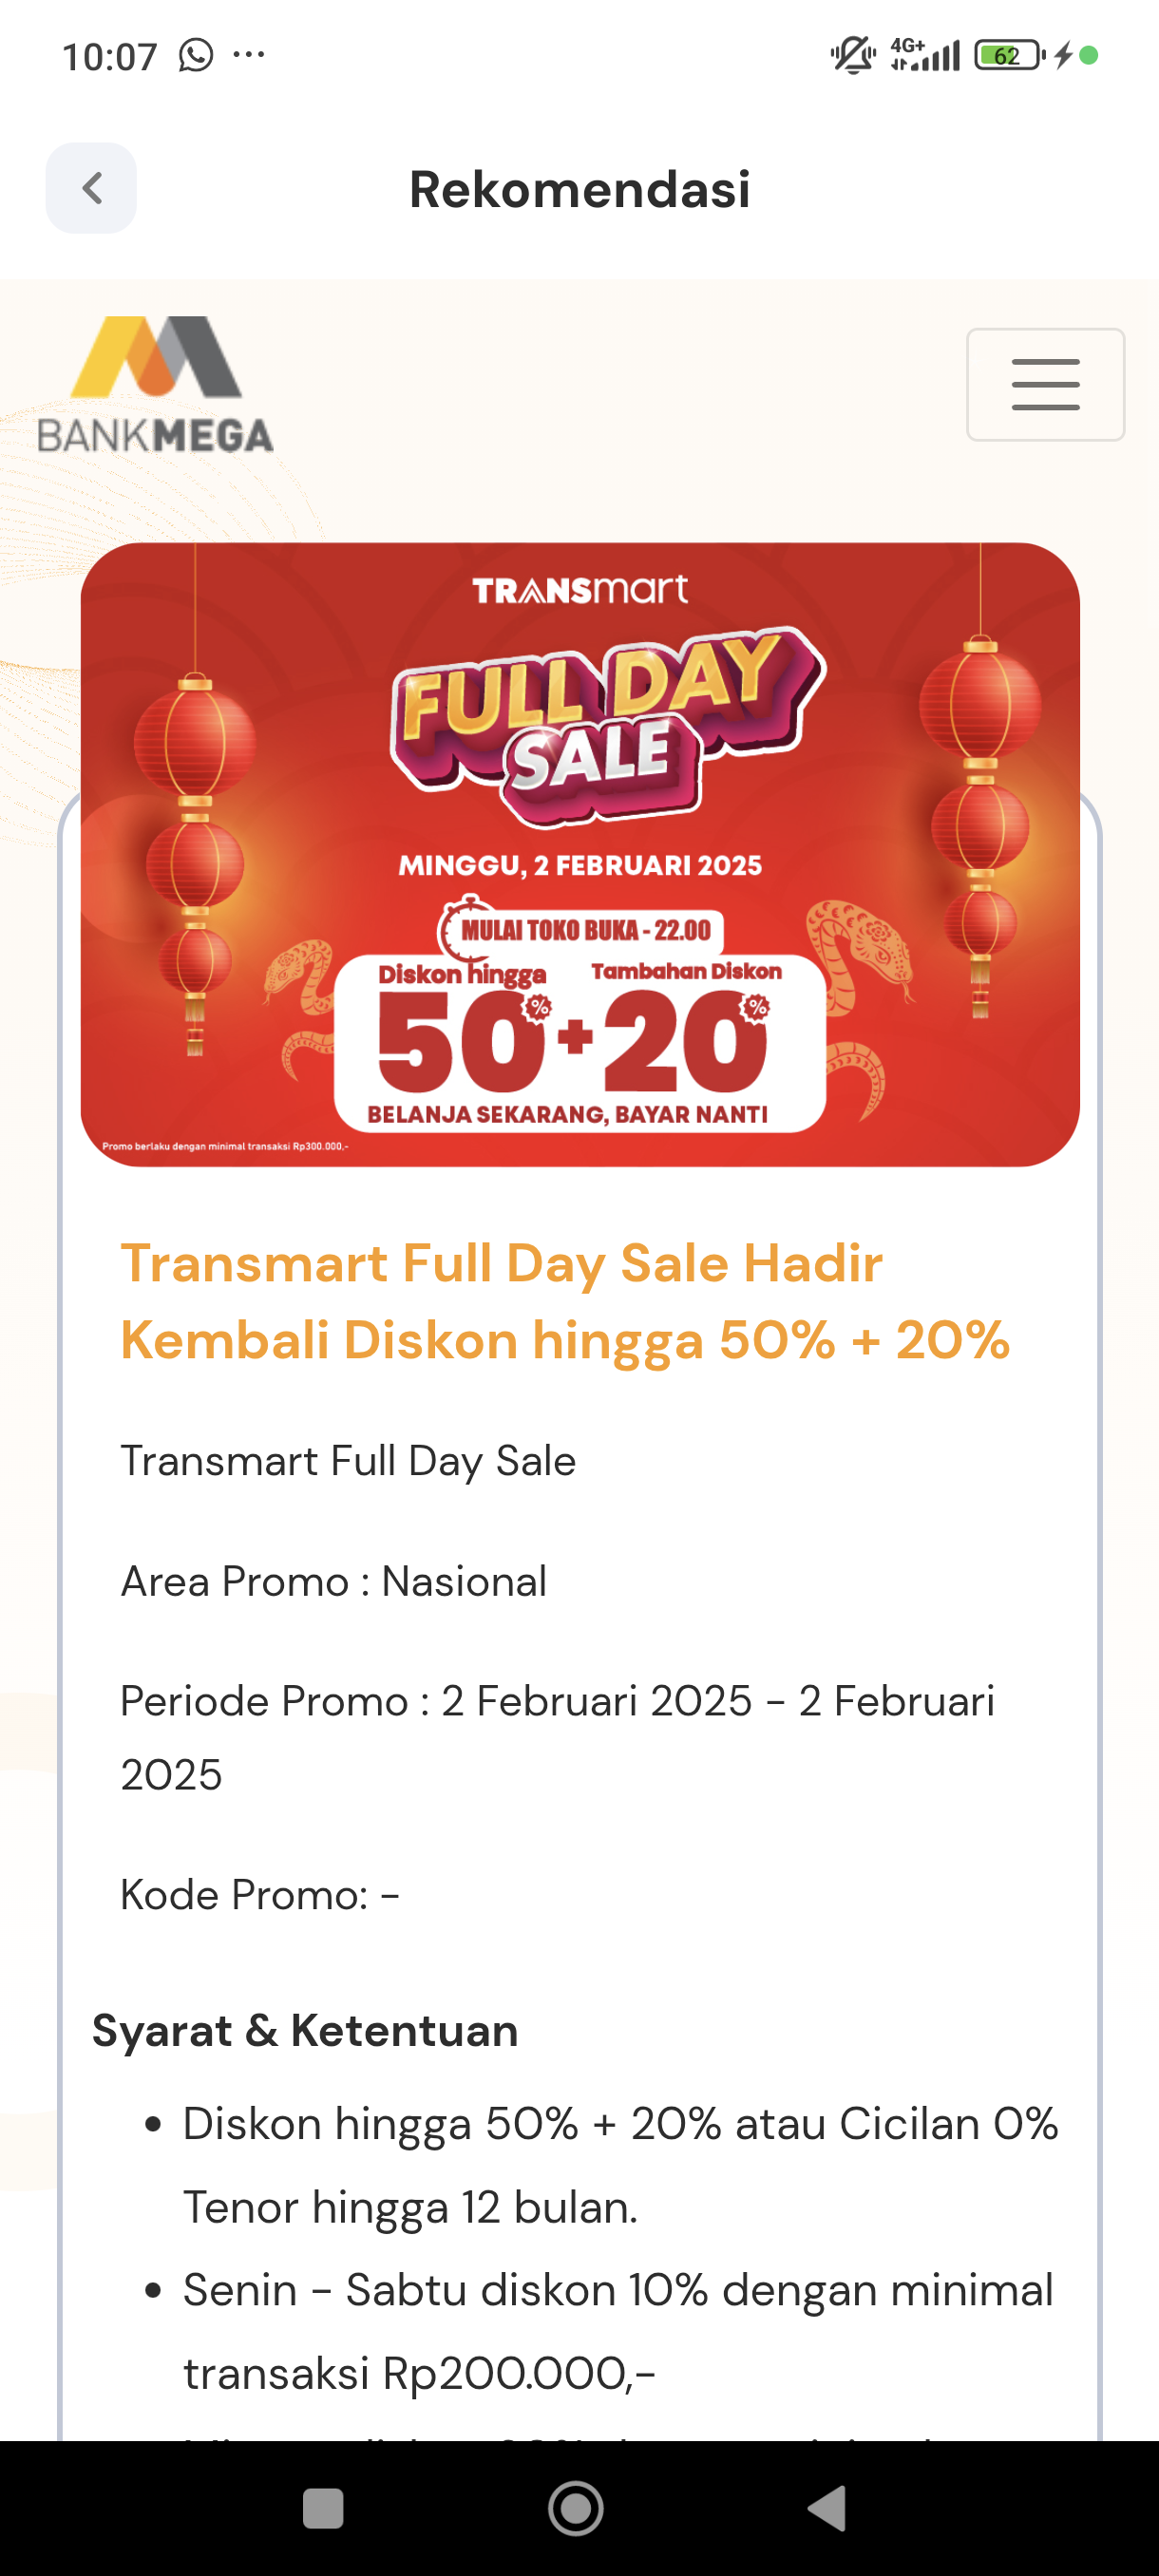 10:07
4G+
62
Rekomendasi
BANKMEGA
TRANSmart
FULL DAY
SALE
MINGGU, 2 FEBRUARI 2025
MULAI TOKO BUKA - 22.00
Diskon hingga Tambahan Diskon
50% + 20%
BELANJA SEKARANG, BAYAR NANTI
Promo berlaku dengan minimal transaksi Rp300.000,-
Transmart Full Day Sale Hadir
Kembali Diskon hingga 50% + 20%
Transmart Full Day Sale
Area Promo : Nasional
Periode Promo : 2 Februari 2025 - 2 Februari
2025
Kode Promo: -
Syarat & Ketentuan
• Diskon hingga 50% + 20% atau Cicilan 0%
Tenor hingga 12 bulan.
• Senin - Sabtu diskon 10% dengan minimal
transaksi Rp200.000,-